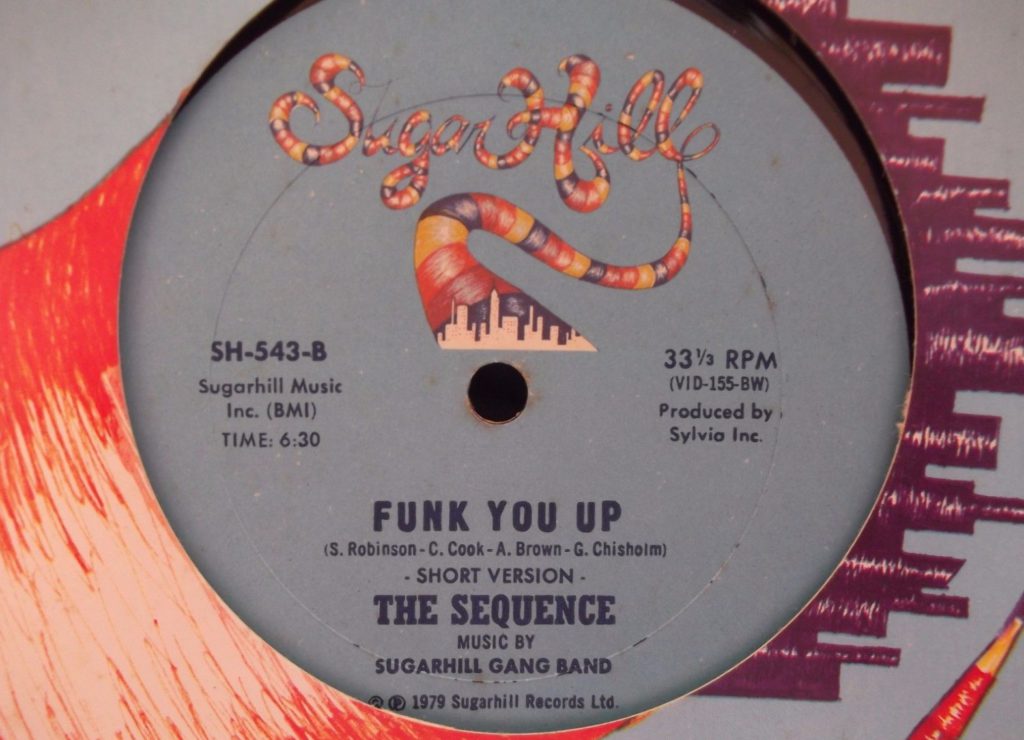 Sugar Hill
SH-543-B
Sugarhill Music
Inc. (BMI)
TIME: 6:30
33⅓ RPM
(VID-155-BW)
Produced by
Sylvia Inc.
FUNK YOU UP
(S. Robinson - C. Cook - A. Brown - G. Chisholm)
- SHORT VERSION -
THE SEQUENCE
MUSIC BY
SUGARHILL GANG BAND
© ℗ 1979 Sugarhill Records Ltd.